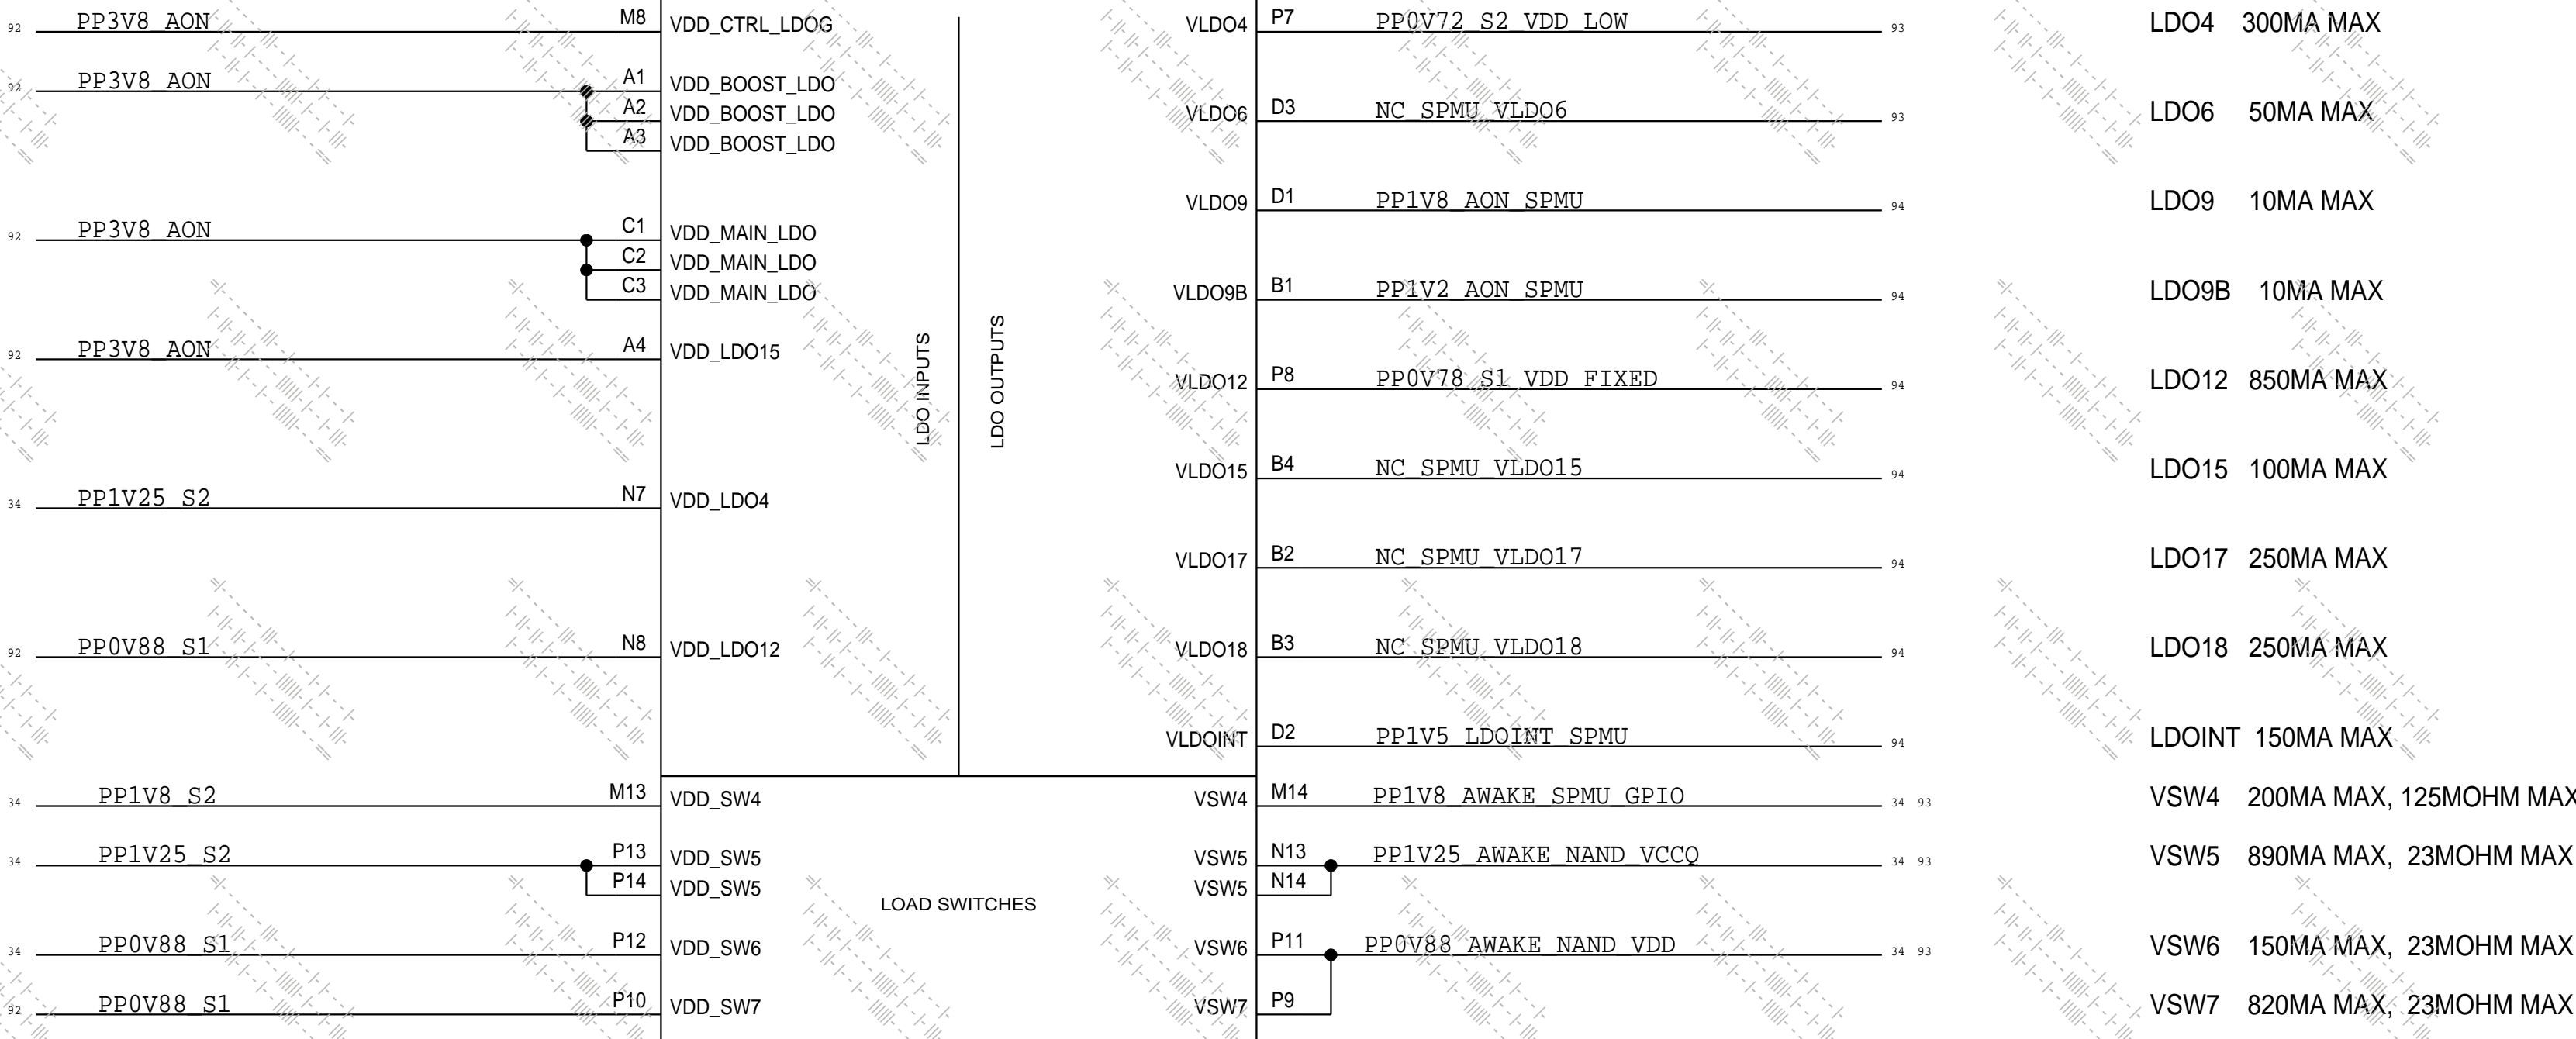 92 PP3V8_AON M8 VDD_CTRL_LDOG VLDO4 P7 PP0V72_S2_VDD_LOW 93 LDO4 300MA MAX
92 PP3V8_AON A1 VDD_BOOST_LDO
A2 VDD_BOOST_LDO VLDO6 D3 NC_SPMU_VLDO6 93 LDO6 50MA MAX
A3 VDD_BOOST_LDO
VLDO9 D1 PP1V8_AON_SPMU 94 LDO9 10MA MAX
92 PP3V8_AON C1 VDD_MAIN_LDO
C2 VDD_MAIN_LDO
C3 VDD_MAIN_LDO VLDO9B B1 PP1V2_AON_SPMU 94 LDO9B 10MA MAX
92 PP3V8_AON A4 VDD_LDO15
LDO INPUTS
LDO OUTPUTS
VLDO12 P8 PP0V78_S1_VDD_FIXED 94 LDO12 850MA MAX
VLDO15 B4 NC_SPMU_VLDO15 94 LDO15 100MA MAX
34 PP1V25_S2 N7 VDD_LDO4
VLDO17 B2 NC_SPMU_VLDO17 94 LDO17 250MA MAX
92 PP0V88_S1 N8 VDD_LDO12 VLDO18 B3 NC_SPMU_VLDO18 94 LDO18 250MA MAX
VLDOINT D2 PP1V5_LDOINT_SPMU 94 LDOINT 150MA MAX
34 PP1V8_S2 M13 VDD_SW4 VSW4 M14 PP1V8_AWAKE_SPMU_GPIO 34 93 VSW4 200MA MAX, 125MOHM MAX
34 PP1V25_S2 P13 VDD_SW5 VSW5 N13 PP1V25_AWAKE_NAND_VCCQ 34 93 VSW5 890MA MAX, 23MOHM MAX
P14 VDD_SW5 VSW5 N14
LOAD SWITCHES
34 PP0V88_S1 P12 VDD_SW6 VSW6 P11 PP0V88_AWAKE_NAND_VDD 34 93 VSW6 150MA MAX, 23MOHM MAX
92 PP0V88_S1 P10 VDD_SW7 VSW7 P9 VSW7 820MA MAX, 23MOHM MAX